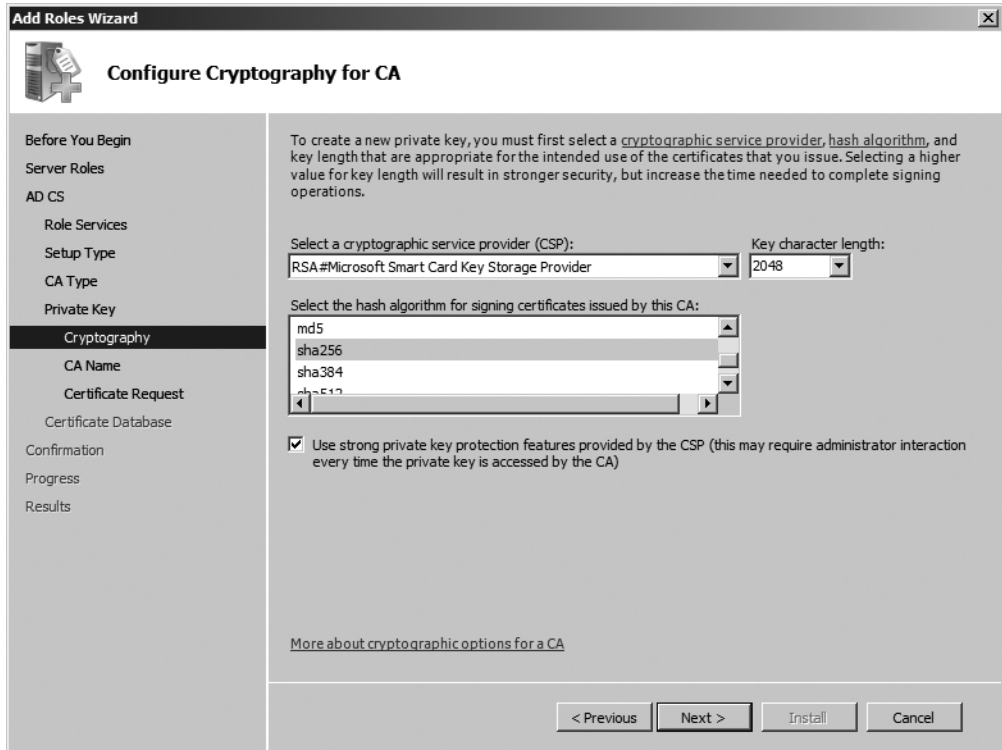 Add Roles Wizard
Configure Cryptography for CA
Before You Begin
Server Roles
AD CS
Role Services
Setup Type
CA Type
Private Key
Cryptography
CA Name
Certificate Request
Certificate Database
Confirmation
Progress
Results
To create a new private key, you must first select a cryptographic service provider, hash algorithm, and
key length that are appropriate for the intended use of the certificates that you issue. Selecting a higher
value for key length will result in stronger security, but increase the time needed to complete signing
operations.
Select a cryptographic service provider (CSP):
Key character length:
RSA#Microsoft Smart Card Key Storage Provider
2048
Select the hash algorithm for signing certificates issued by this CA:
md5
sha256
sha384
sha512
Use strong private key protection features provided by the CSP (this may require administrator interaction
every time the private key is accessed by the CA)
More about cryptographic options for a CA
< Previous
Next >
Install
Cancel